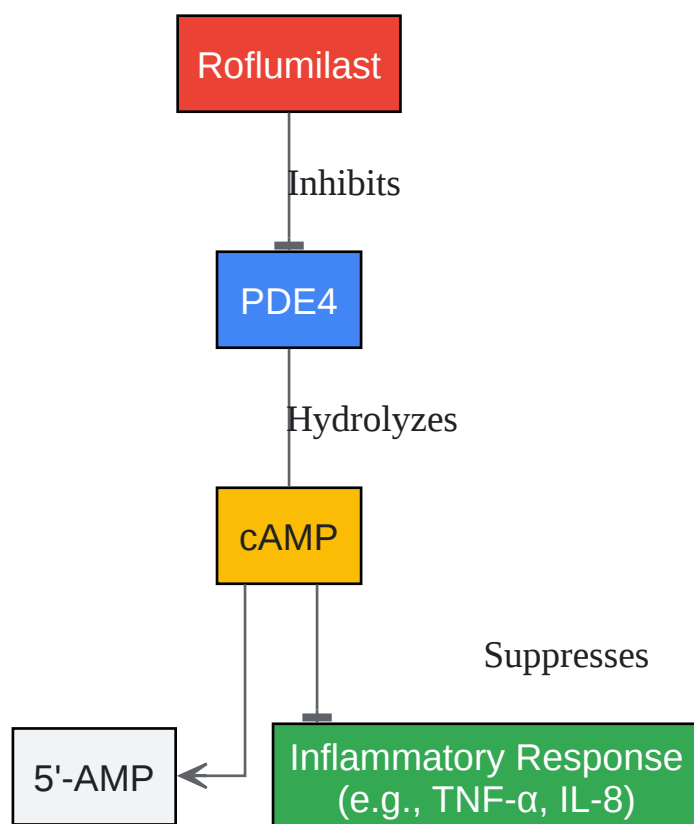 Roflumilast
Inhibits
PDE4
Hydrolyzes
cAMP
Suppresses
5'-AMP
Inflammatory Response
(e.g., TNF-α, IL-8)